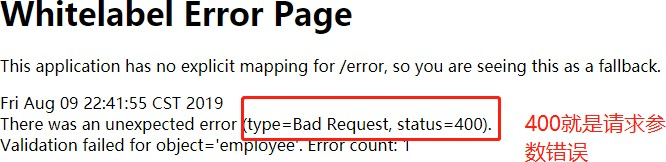 Whitelabel Error Page
This application has no explicit mapping for /error, so you are seeing this as a fallback.
Fri Aug 09 22:41:55 CST 2019
There was an unexpected error (type=Bad Request, status=400).
Validation failed for object='employee'. Error count: 1
400就是请求参
数错误